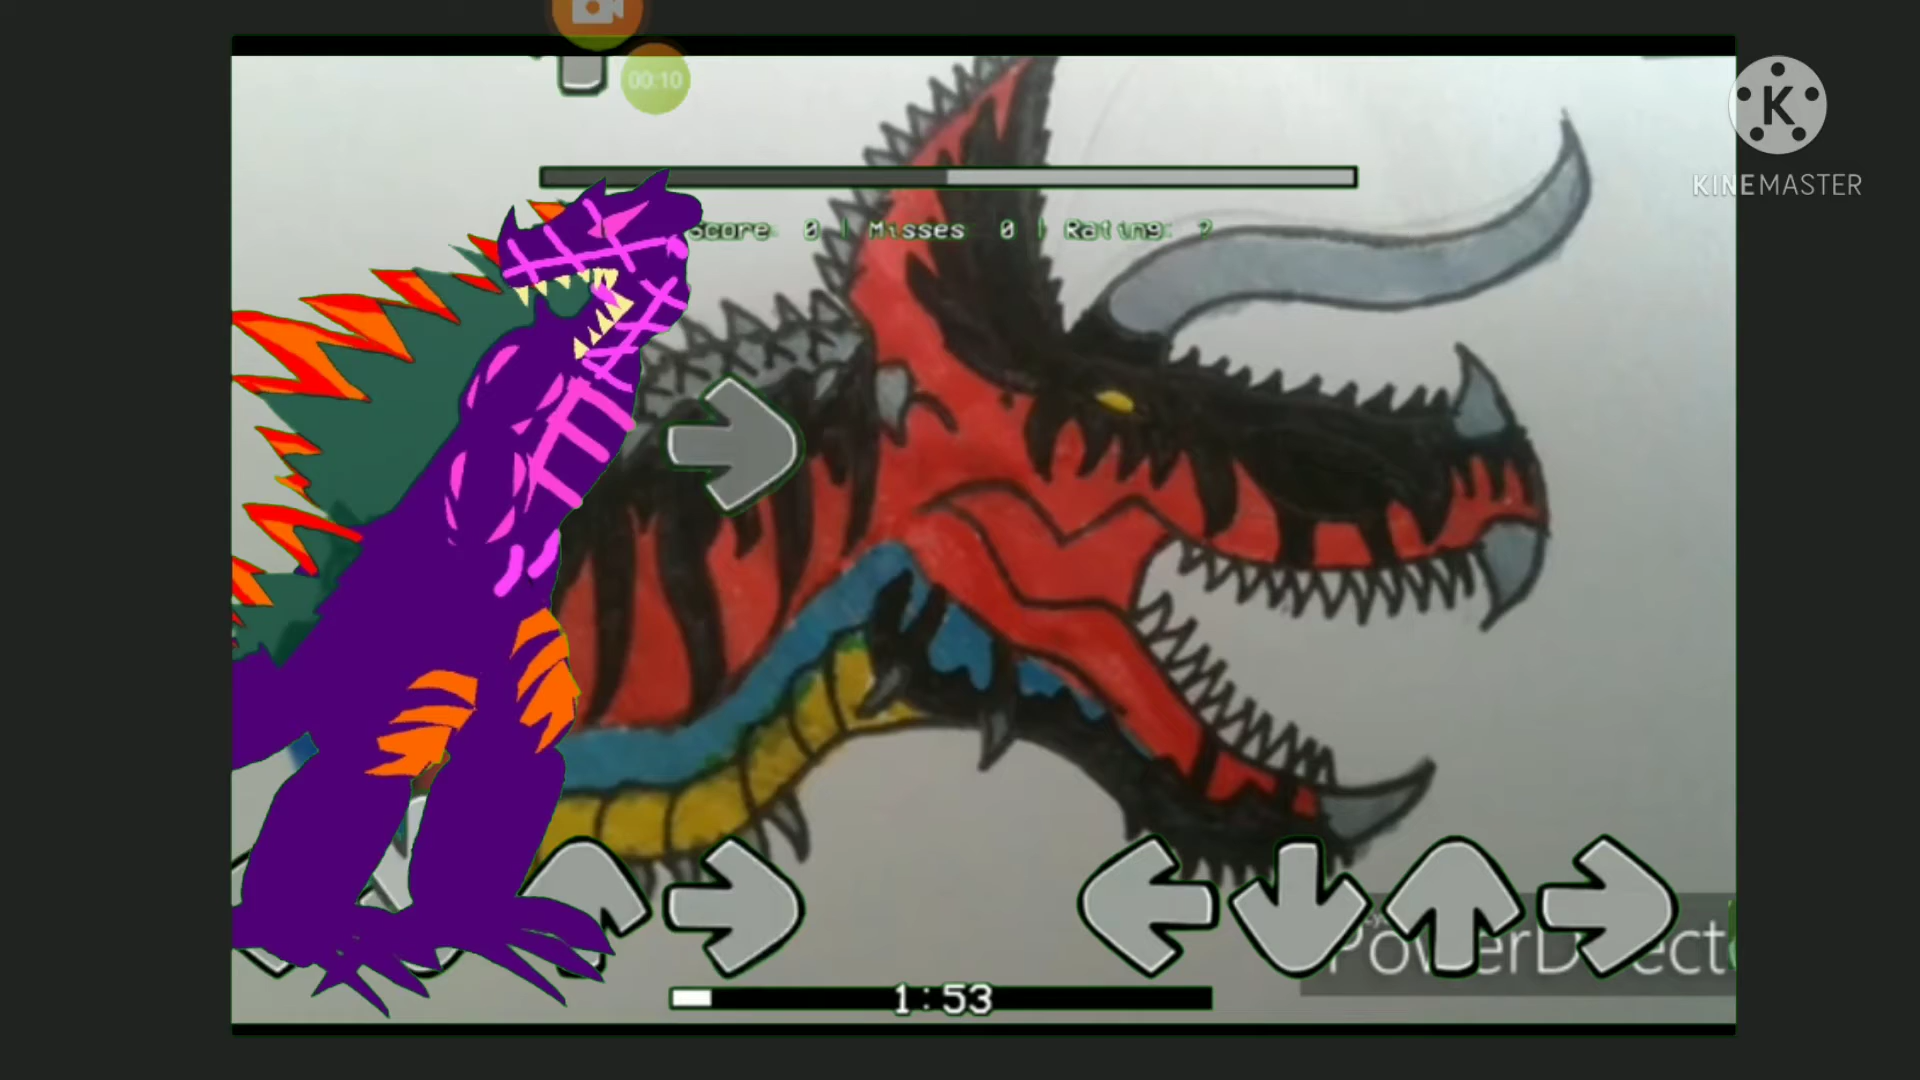 00:10
K
KINEMASTER
Score: 0 | Misses 0 | Rating: ?
PowerDirect
1:53